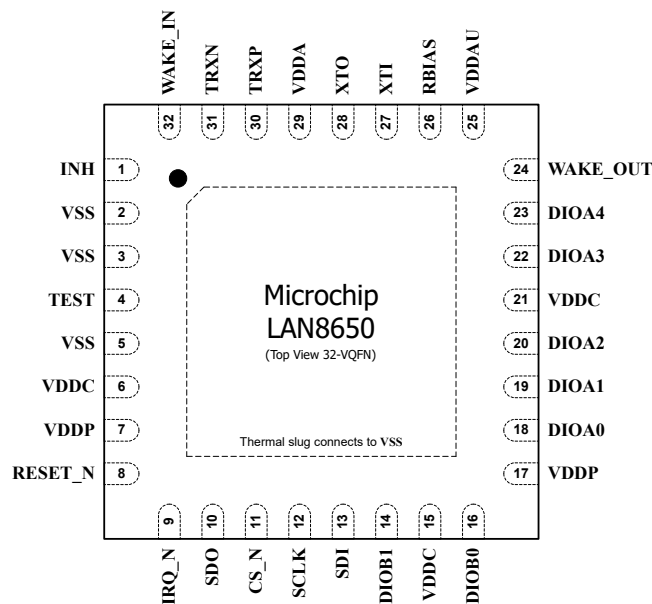 WAKE_IN
TRXN
TRXP
VDDA
XTO
XTI
RBIAS
VDDAU
32
31
30
29
28
27
26
25
INH 1
VSS 2
VSS 3
TEST 4
VSS 5
VDDC 6
VDDP 7
RESET_N 8
Microchip
LAN8650
(Top View 32-VQFN)
Thermal slug connects to VSS
24 WAKE_OUT
23 DIOA4
22 DIOA3
21 VDDC
20 DIOA2
19 DIOA1
18 DIOA0
17 VDDP
9
10
11
12
13
14
15
16
IRQ_N
SDO
CS_N
SCLK
SDI
DIOB1
VDDC
DIOB0